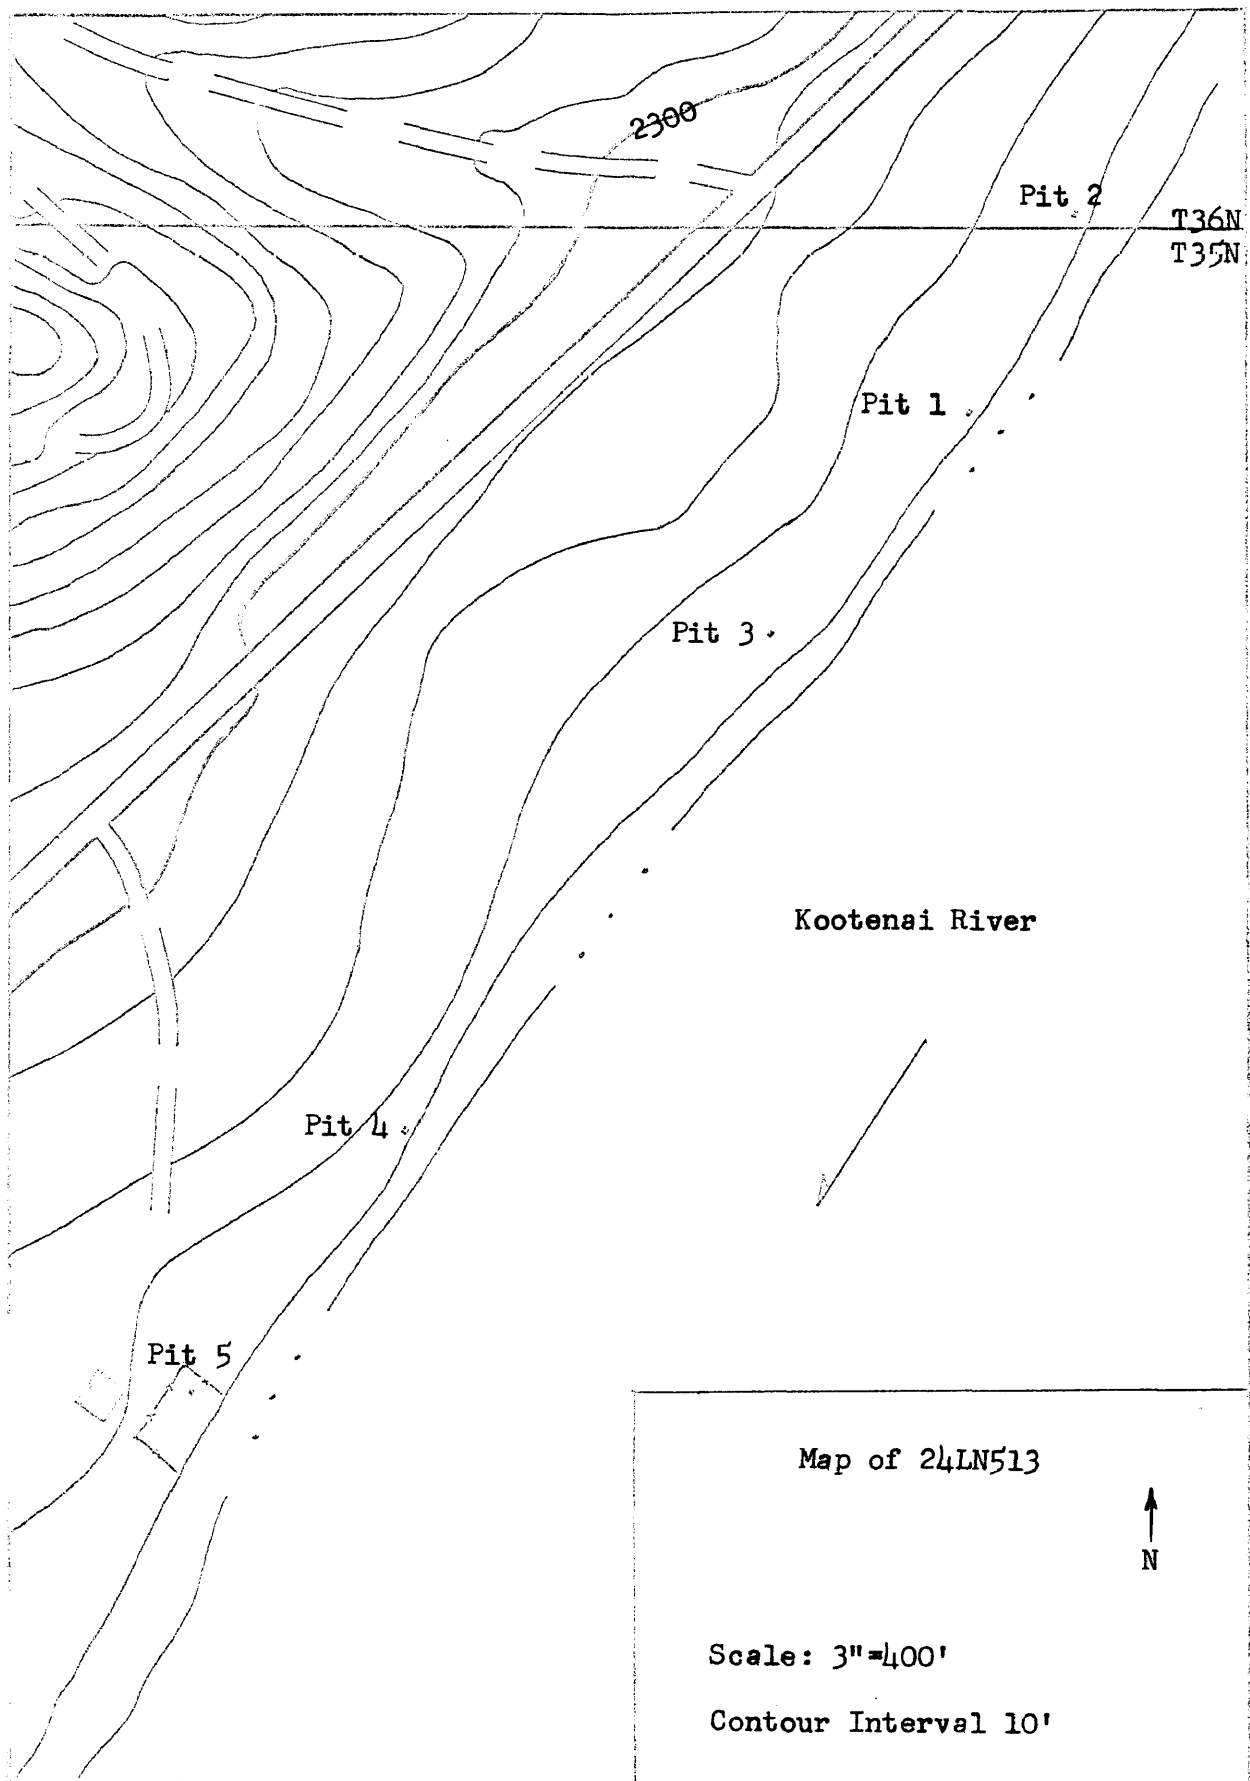 2300
Pit 2
T36N
T35N
Pit 1
Pit 3
Kootenai River
Pit 4
Pit 5
Map of 24LN513
N
Scale: 3"=400'
Contour Interval 10'